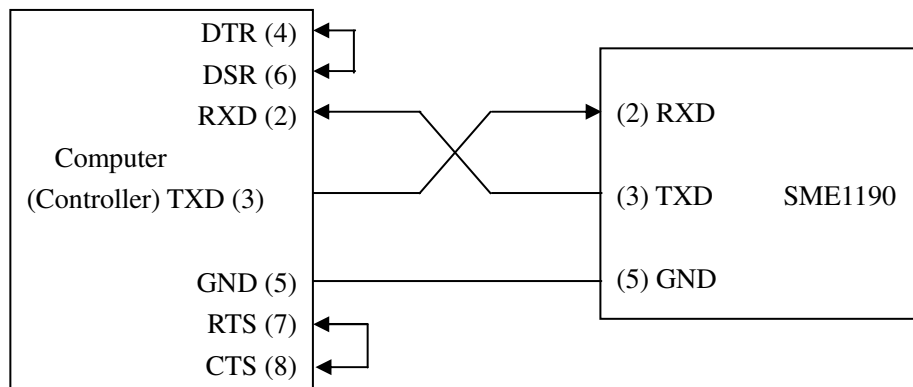 DTR (4)
DSR (6)
RXD (2)
Computer
(Controller) TXD (3)
GND (5)
RTS (7)
CTS (8)
(2) RXD
(3) TXD SME1190
(5) GND